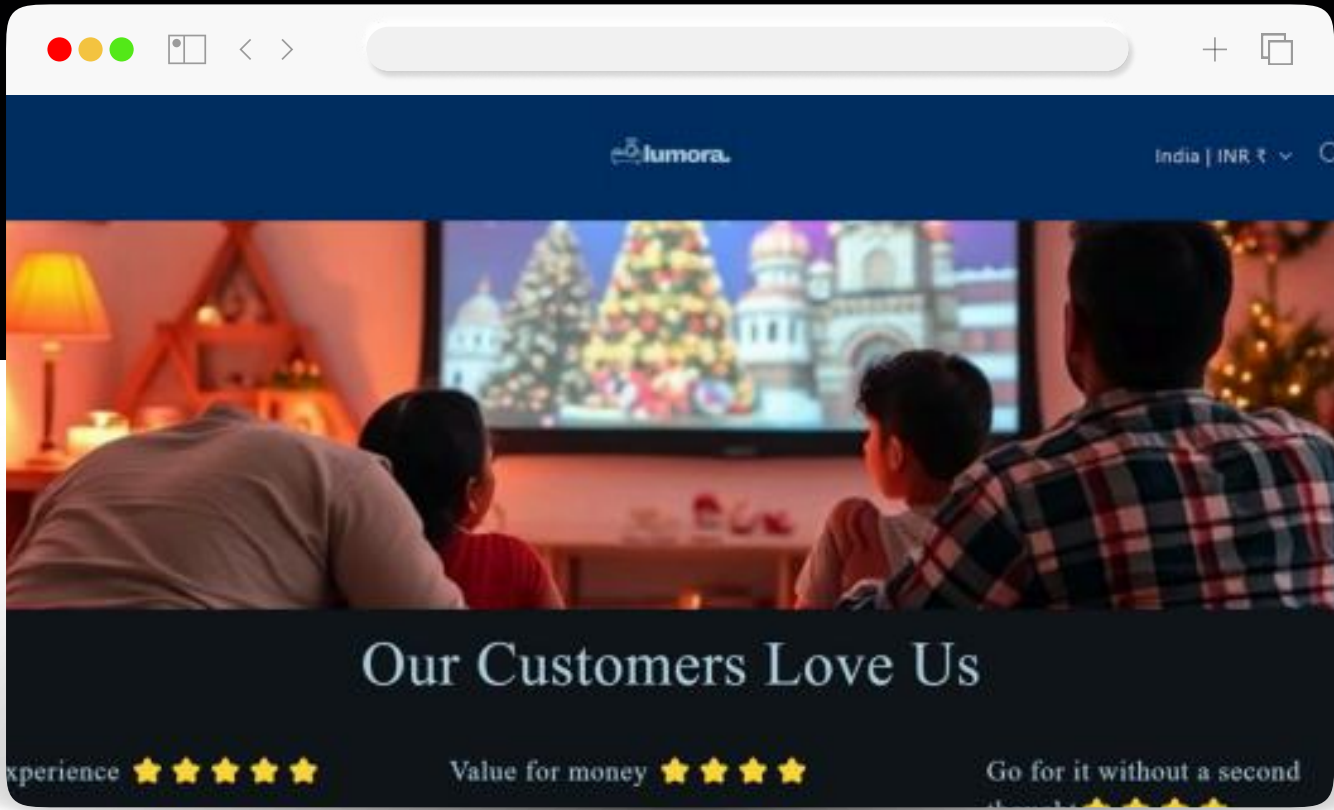 lumora.
India | INR ₹
Our Customers Love Us
xperience ⭐⭐⭐⭐⭐
Value for money ⭐⭐⭐⭐
Go for it without a second